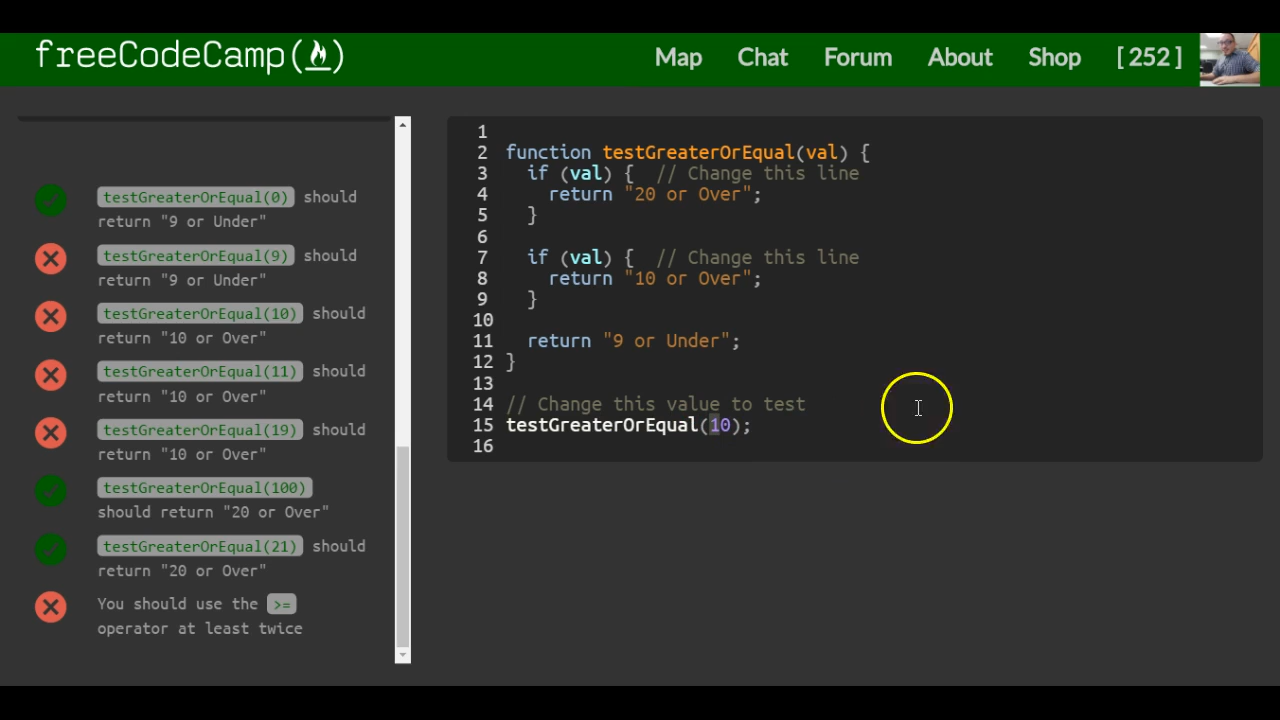 freeCodeCamp(🔥)
Map Chat Forum About Shop [ 252 ]
testGreaterOrEqual(0) should
return "9 or Under"
testGreaterOrEqual(9) should
return "9 or Under"
testGreaterOrEqual(10) should
return "10 or Over"
testGreaterOrEqual(11) should
return "10 or Over"
testGreaterOrEqual(19) should
return "10 or Over"
testGreaterOrEqual(100)
should return "20 or Over"
testGreaterOrEqual(21) should
return "20 or Over"
You should use the >=
operator at least twice
1
2 function testGreaterOrEqual(val) {
3   if (val) {  // Change this line
4     return "20 or Over";
5   }
6
7   if (val) {  // Change this line
8     return "10 or Over";
9   }
10
11   return "9 or Under";
12 }
13
14 // Change this value to test
15 testGreaterOrEqual(10);
16